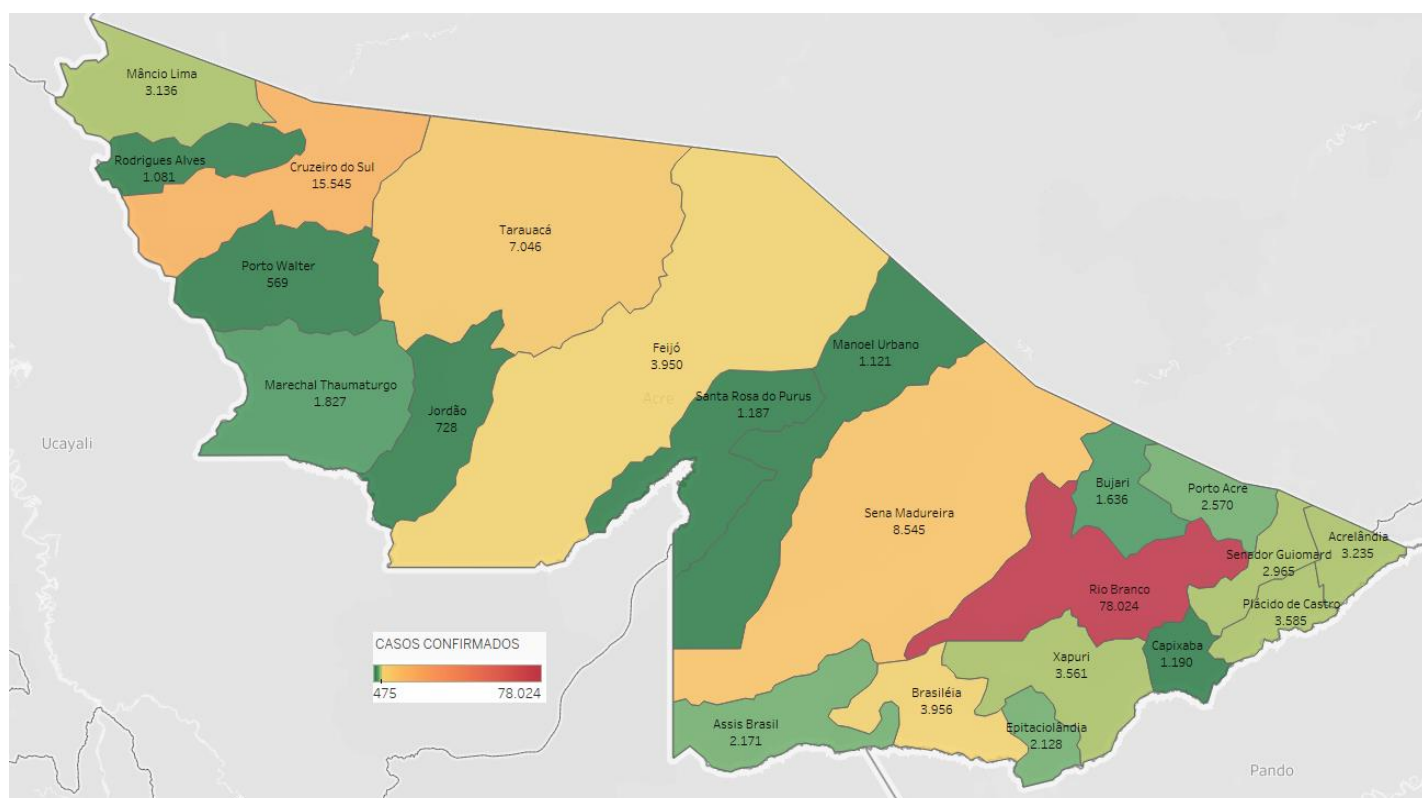 Mâncio Lima
3.136
Rodrigues Alves
1.081
Cruzeiro do Sul
15.545
Tarauacá
7.046
Porto Walter
569
Feijó
3.950
Acre
Manoel Urbano
1.121
Marechal Thaumaturgo
1.827
Jordão
728
Santa Rosa do Purus
1.187
Ucayali
Sena Madureira
8.545
Bujari
1.636
Porto Acre
2.570
Senador Guiomard
2.965
Acrelândia
3.235
Rio Branco
78.024
Plácido de Castro
3.585
CASOS CONFIRMADOS
475
78.024
Capixaba
1.190
Xapuri
3.561
Brasiléia
3.956
Assis Brasil
2.171
Epitaciolândia
2.128
Pando